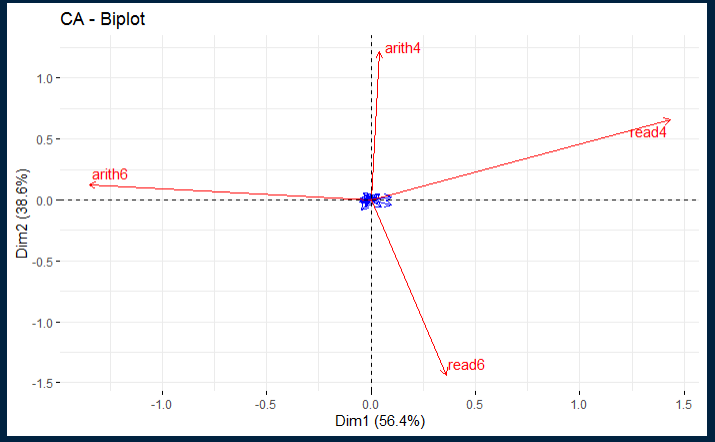 CA - Biplot
arith4
1.0
read4
0.5
arith6
0.0
Dim2 (38.6%)
-0.5
-1.0
read6
-1.5
-1.0 -0.5 0.0 0.5 1.0 1.5
Dim1 (56.4%)